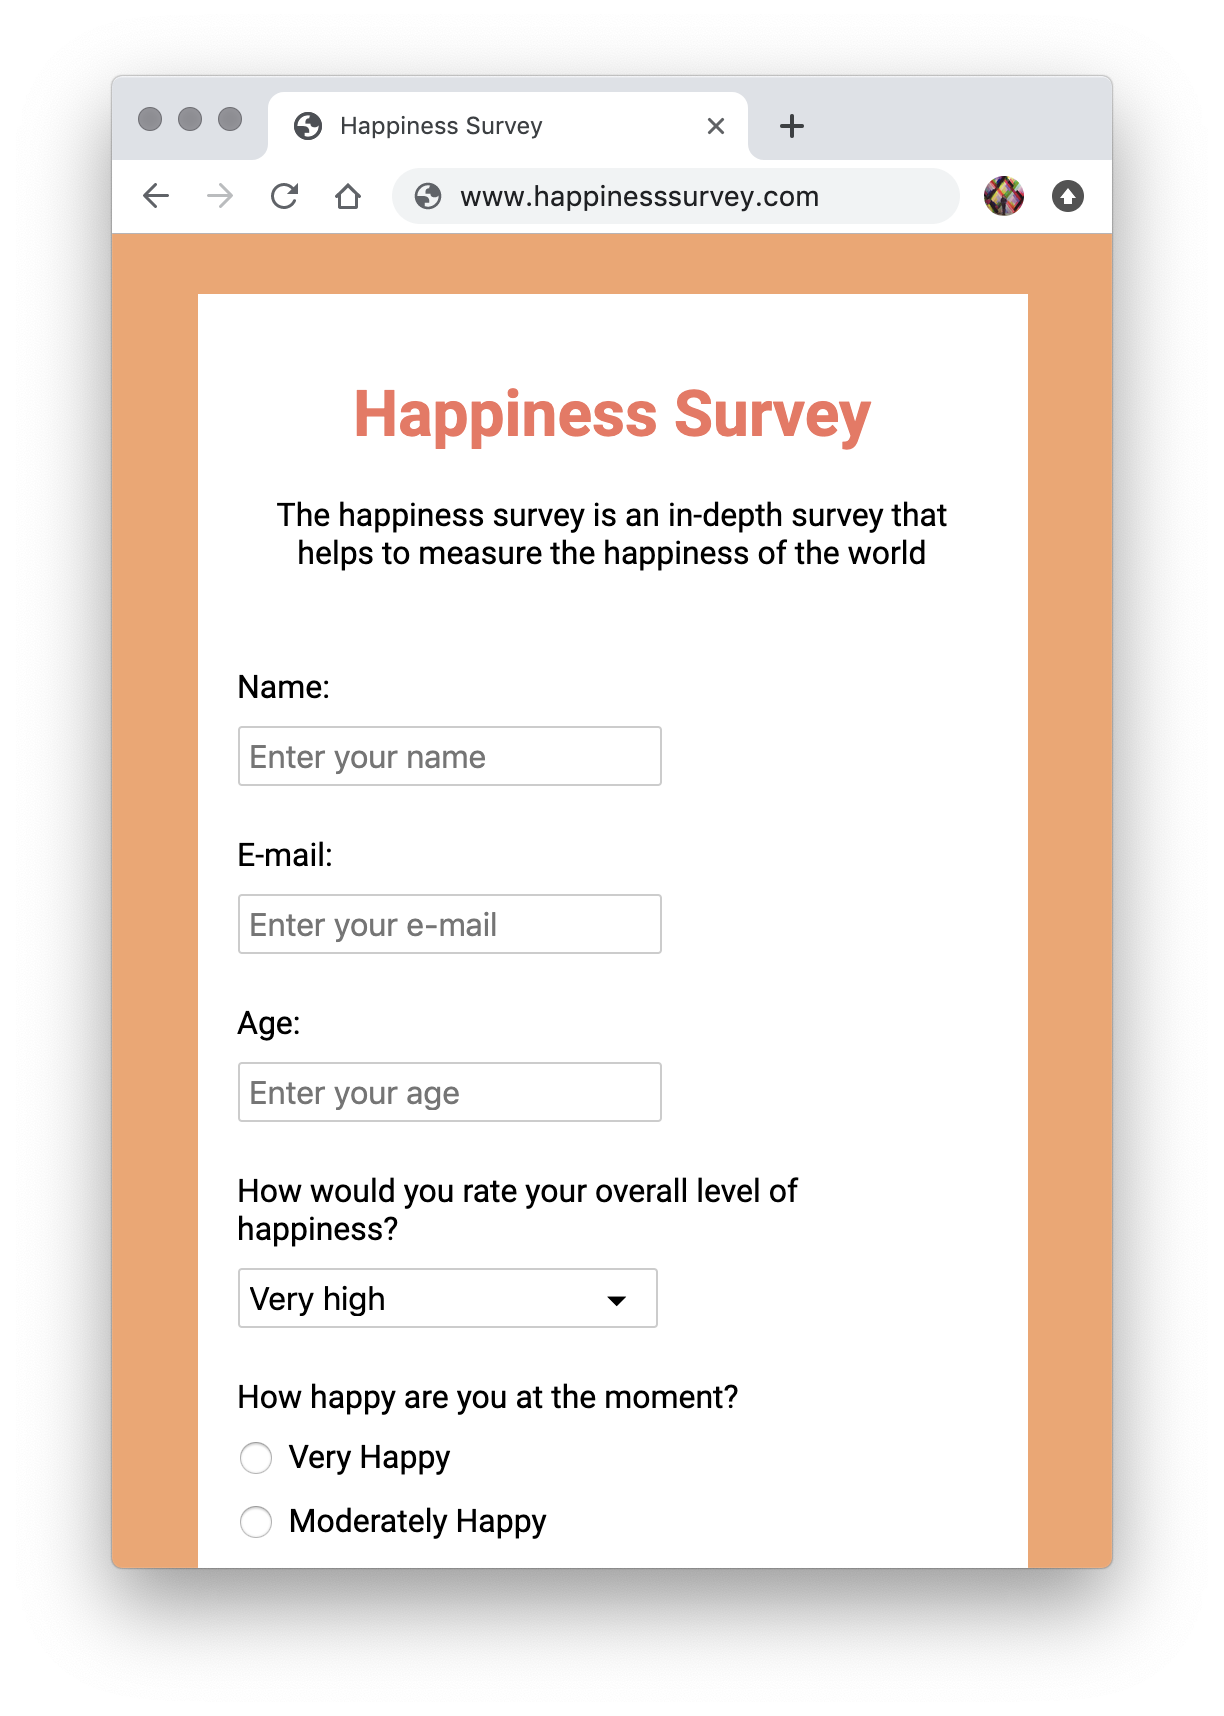 Happiness Survey
www.happinesssurvey.com
Happiness Survey
The happiness survey is an in-depth survey that
helps to measure the happiness of the world
Name:
Enter your name
E-mail:
Enter your e-mail
Age:
Enter your age
How would you rate your overall level of
happiness?
Very high
How happy are you at the moment?
Very Happy
Moderately Happy